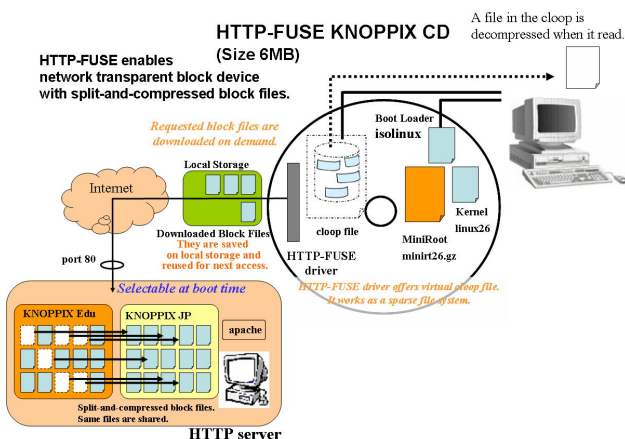 HTTP-FUSE KNOPPIX CD
(Size 6MB)
A file in the cloop is
decompressed when it read.
HTTP-FUSE enables
network transparent block device
with split-and-compressed block files.
Requested block files are
downloaded on demand.
Boot Loader
isolinux
Local Storage
Internet
Kernel
linux26
cloop file
MiniRoot
minirt26.gz
Downloaded Block Files
They are saved
on local storage and
reused for next access.
HTTP-FUSE
driver
port 80
HTTP-FUSE driver offers virtual cloop file.
It works as a sparse file system.
Selectable at boot time
KNOPPIX Edu
KNOPPIX JP
apache
Split-and-compressed block files.
Same files are shared.
HTTP server